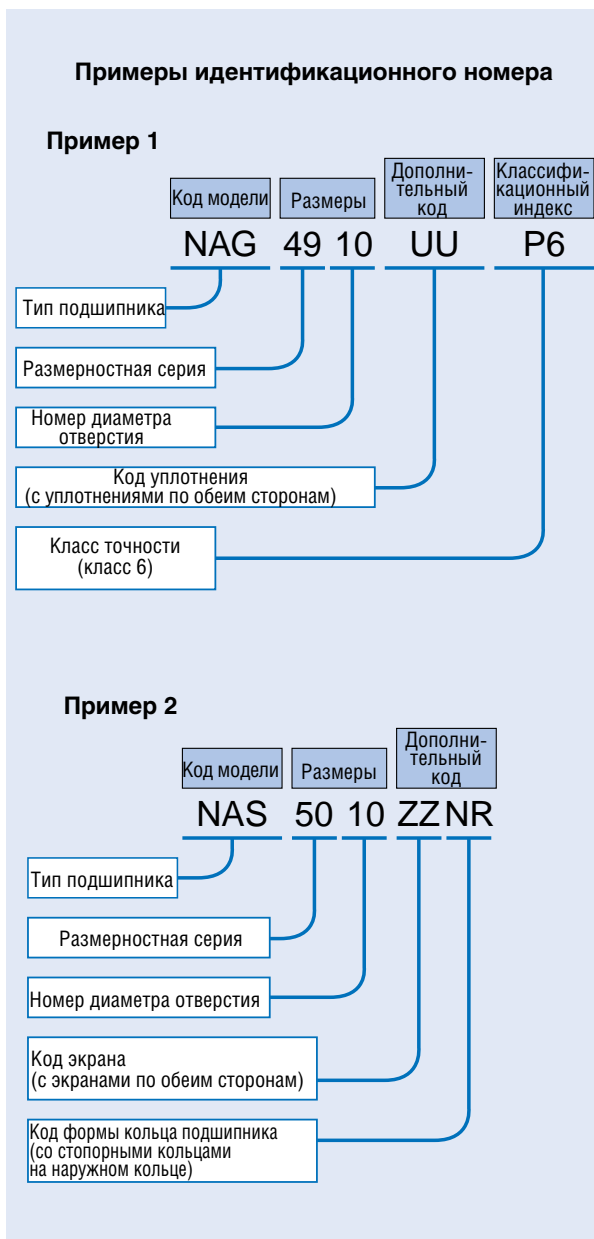 Примеры идентификационного номера
Пример 1
Код модели
Размеры
Дополни-
тельный
код
Классифи-
кационный
индекс
NAG 49 10 UU P6
Тип подшипника
Размерностная серия
Номер диаметра
отверстия
Код уплотнения
(с уплотнениями по обеим сторонам)
Класс точности
(класс 6)
Пример 2
Код модели
Размеры
Дополни-
тельный
код
NAS 50 10 ZZ NR
Тип подшипника
Размерностная серия
Номер диаметра отверстия
Код экрана
(с экранами по обеим сторонам)
Код формы кольца подшипника
(со стопорными кольцами
на наружном кольце)